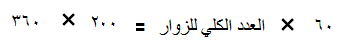 ٦٠ × العدد الكلي للزوار = ٢٠٠ × ٣٦٠